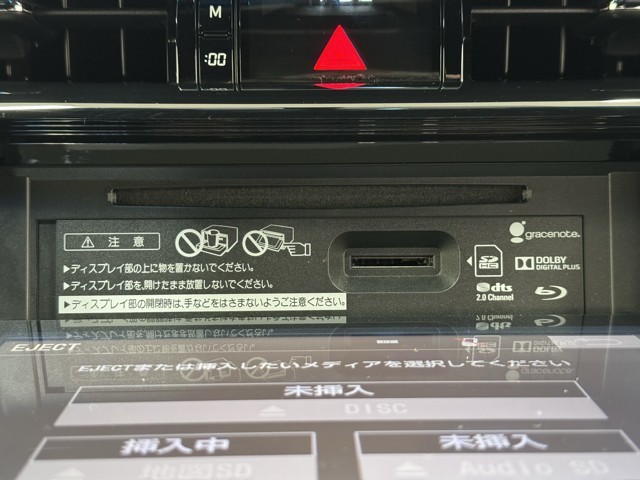 M
:00
注意
gracenote.
▶ディスプレイ部の上に物を置かないでください。
▶ディスプレイ部を、開けたまま放置しないでください。
▶ディスプレイ部の開閉時は、手などをはさまないようご注意ください。
SD
HC
DOLBY
DIGITAL PLUS
dts
2.0 Channel
EJECT
EJECTまたは挿入したいメディアを選択してください
未挿入
DISC
挿入中
地図SD
未挿入
Audio SD